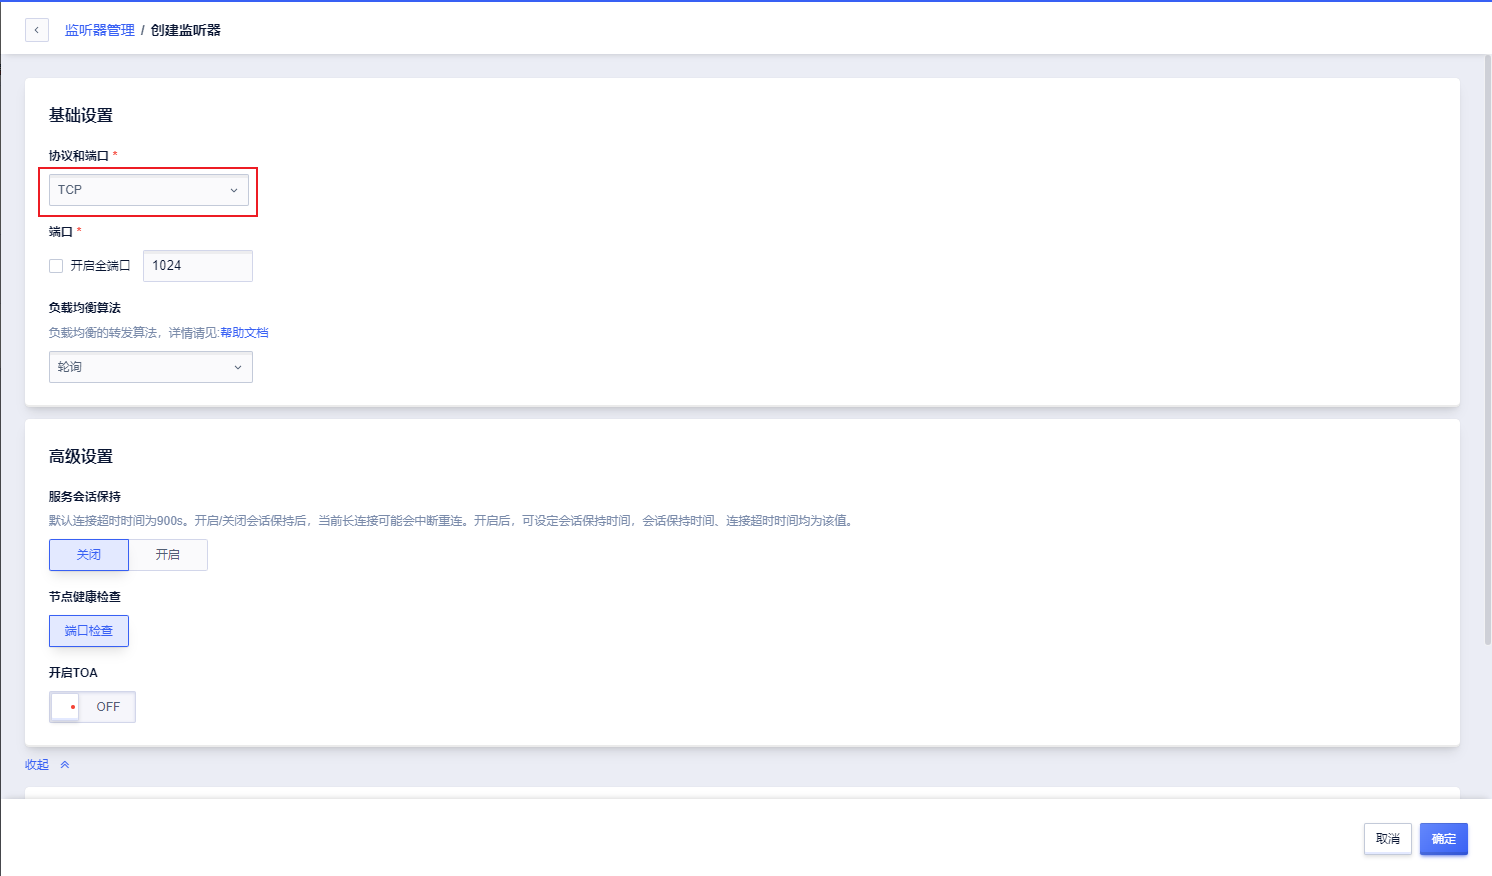 监听器管理 / 创建监听器
基础设置
协议和端口 *
TCP
端口 *
开启全端口 1024
负载均衡算法
负载均衡的转发算法，详情请见:帮助文档
轮询
高级设置
服务会话保持
默认连接超时时间为900s。开启/关闭会话保持后，当前长连接可能会中断重连。开启后，可设定会话保持时间，会话保持时间、连接超时时间均为该值。
关闭 开启
节点健康检查
端口检查
开启TOA
OFF
收起
取消 确定